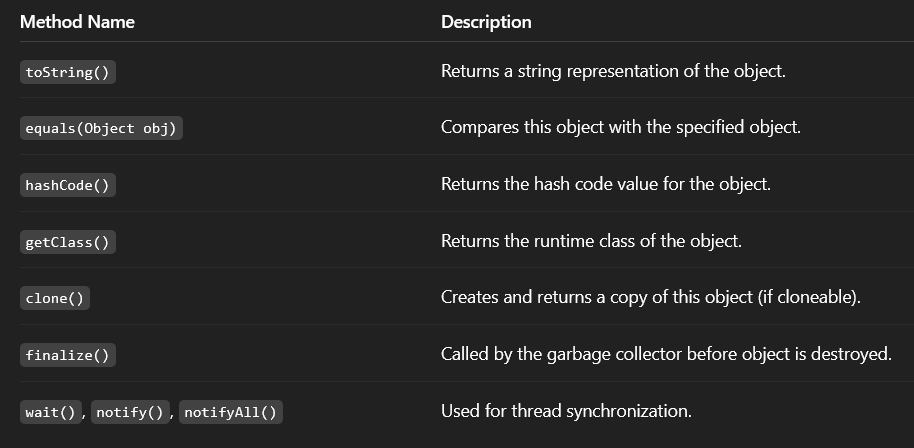 Method Name Description
toString() Returns a string representation of the object.
equals(Object obj) Compares this object with the specified object.
hashCode() Returns the hash code value for the object.
getClass() Returns the runtime class of the object.
clone() Creates and returns a copy of this object (if cloneable).
finalize() Called by the garbage collector before object is destroyed.
wait(), notify(), notifyAll() Used for thread synchronization.